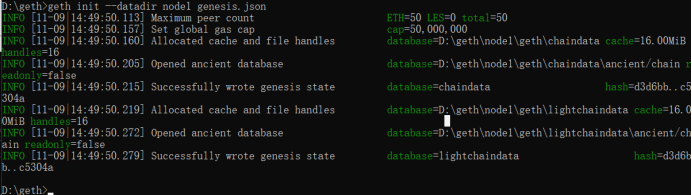 D:\geth>geth init --datadir node1 genesis.json
INFO [11-09|14:49:50.113] Maximum peer count ETH=50 LES=0 total=50
INFO [11-09|14:49:50.157] Set global gas cap cap=50,000,000
INFO [11-09|14:49:50.160] Allocated cache and file handles database=D:\geth\node1\geth\chaindata cache=16.00MiB
handles=16
INFO [11-09|14:49:50.205] Opened ancient database database=D:\geth\node1\geth\chaindata\ancient/chain r
eadonly=false
INFO [11-09|14:49:50.215] Successfully wrote genesis state database=chaindata hash=d3d6bb..c5
304a
INFO [11-09|14:49:50.219] Allocated cache and file handles database=D:\geth\node1\geth\lightchaindata cache=16.0
0MiB handles=16
INFO [11-09|14:49:50.272] Opened ancient database database=D:\geth\node1\geth\lightchaindata\ancient/ch
ain readonly=false
INFO [11-09|14:49:50.279] Successfully wrote genesis state database=lightchaindata hash=d3d6b
b..c5304a
D:\geth>